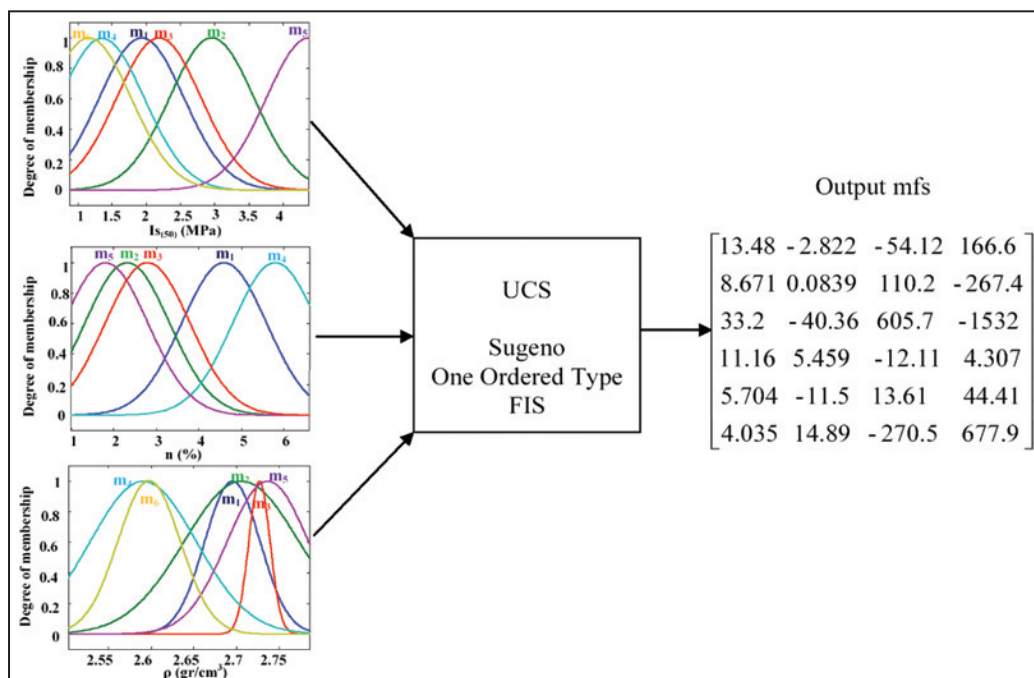 m₆ m₄ m₁ m₃ m₂ m₅
1
0.8
0.6
0.4
0.2
0
Degree of membership
1 1.5 2 2.5 3 3.5 4
Is₍₅₀₎ (MPa)
m₅ m₂ m₃ m₁ m₄
1
0.8
0.6
0.4
0.2
0
Degree of membership
1 2 3 4 5 6
n (%)
m₄ m₆ m₂ m₁ m₃ m₅
1
0.8
0.6
0.4
0.2
0
Degree of membership
2.55 2.6 2.65 2.7 2.75
ρ (gr/cm³)
UCS
Sugeno
One Ordered Type
FIS
Output mfs
13.48 -2.822 -54.12 166.6
8.671 0.0839 110.2 -267.4
33.2 -40.36 605.7 -1532
11.16 5.459 -12.11 4.307
5.704 -11.5 13.61 44.41
4.035 14.89 -270.5 677.9